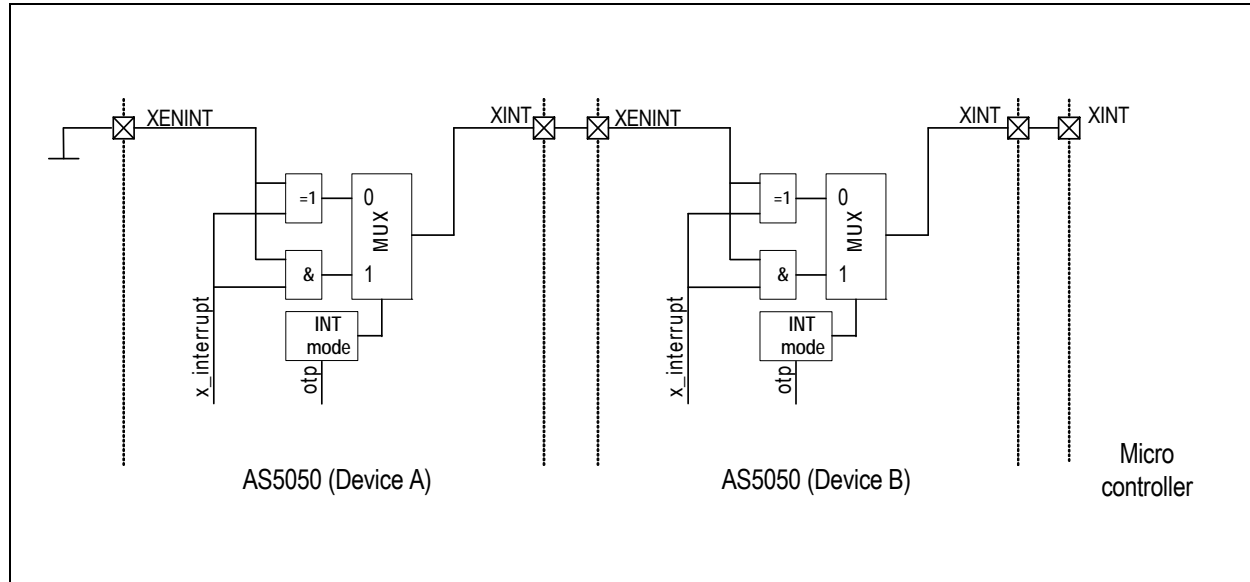 XENINT
XINT
XENINT
XINT
XINT
=1
0
MUX
&
1
INT
mode
x_interrupt
otp
=1
0
MUX
&
1
INT
mode
x_interrupt
otp
AS5050 (Device A)
AS5050 (Device B)
Micro
controller